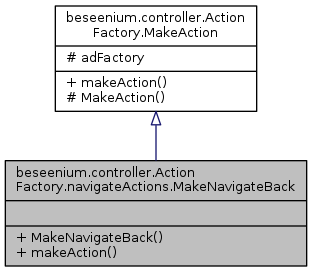 beseenium.controller.Action
Factory.MakeAction
# adFactory
+ makeAction()
# MakeAction()
beseenium.controller.Action
Factory.navigateActions.MakeNavigateBack
+ MakeNavigateBack()
+ makeAction()